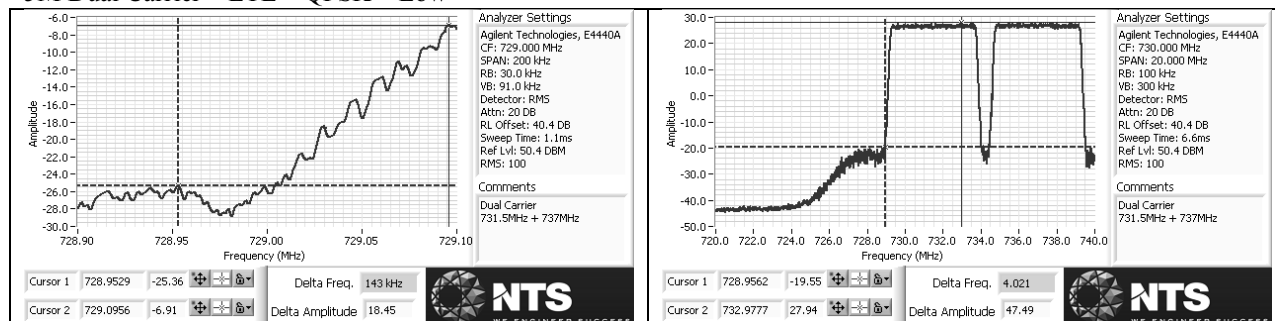 5M Dual Carrier – LTE – QPSK – Low
-6.0
-8.0
-10.0
-12.0
-14.0
-16.0
-18.0
-20.0
-22.0
-24.0
-26.0
-28.0
-30.0
Amplitude
728.90 728.95 729.00 729.05 729.10
Frequency (MHz)
Analyzer Settings
Agilent Technologies, E4440A
CF: 729.000 MHz
SPAN: 200 kHz
RB: 30.0 kHz
VB: 91.0 kHz
Detector: RMS
Attn: 20 DB
RL Offset: 40.4 DB
Sweep Time: 1.1ms
Ref Lvl: 50.4 DBM
RMS: 100
Comments
Dual Carrier
731.5MHz + 737MHz
Cursor 1 728.9529 -25.36
Cursor 2 729.0956 -6.91
Delta Freq. 143 kHz
Delta Amplitude 18.45
NTS
WE ENGINEER SUCCESS
30.0
20.0
10.0
0.0
-10.0
-20.0
-30.0
-40.0
-50.0
Amplitude
720.0 722.0 724.0 726.0 728.0 730.0 732.0 734.0 736.0 738.0 740.0
Frequency (MHz)
Analyzer Settings
Agilent Technologies, E4440A
CF: 730.000 MHz
SPAN: 20.000 MHz
RB: 100 kHz
VB: 300 kHz
Detector: RMS
Attn: 20 DB
RL Offset: 40.4 DB
Sweep Time: 6.6ms
Ref Lvl: 50.4 DBM
RMS: 100
Comments
Dual Carrier
731.5MHz + 737MHz
Cursor 1 728.9562 -19.55
Cursor 2 732.9777 27.94
Delta Freq. 4.021
Delta Amplitude 47.49
NTS
WE ENGINEER SUCCESS